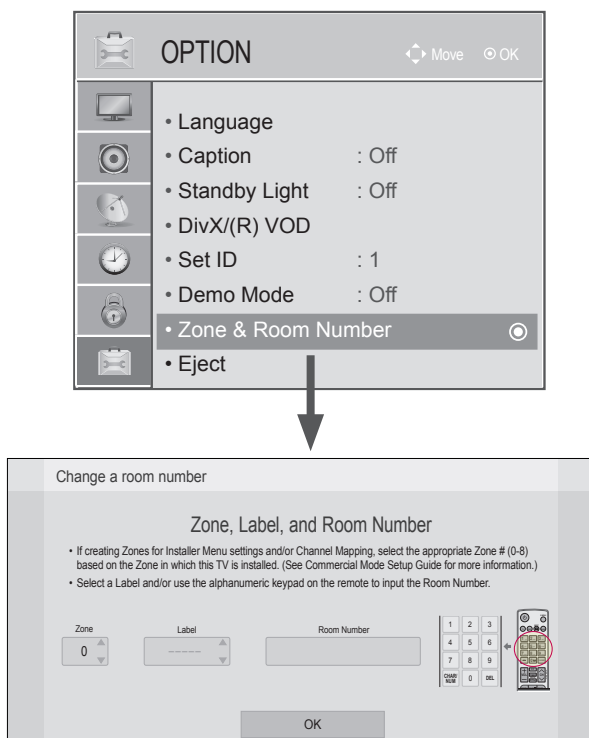 OPTION
Move OK
• Language
• Caption : Off
• Standby Light : Off
• DivX/(R) VOD
• Set ID : 1
• Demo Mode : Off
• Zone & Room Number
• Eject
Change a room number
Zone, Label, and Room Number
• If creating Zones for Installer Menu settings and/or Channel Mapping, select the appropriate Zone # (0-8)
based on the Zone in which this TV is installed. (See Commercial Mode Setup Guide for more information.)
• Select a Label and/or use the alphanumeric keypad on the remote to input the Room Number.
Zone Label Room Number
0 -----
1 2 3
4 5 6
7 8 9
CHAR/
NUM 0 DEL
OK